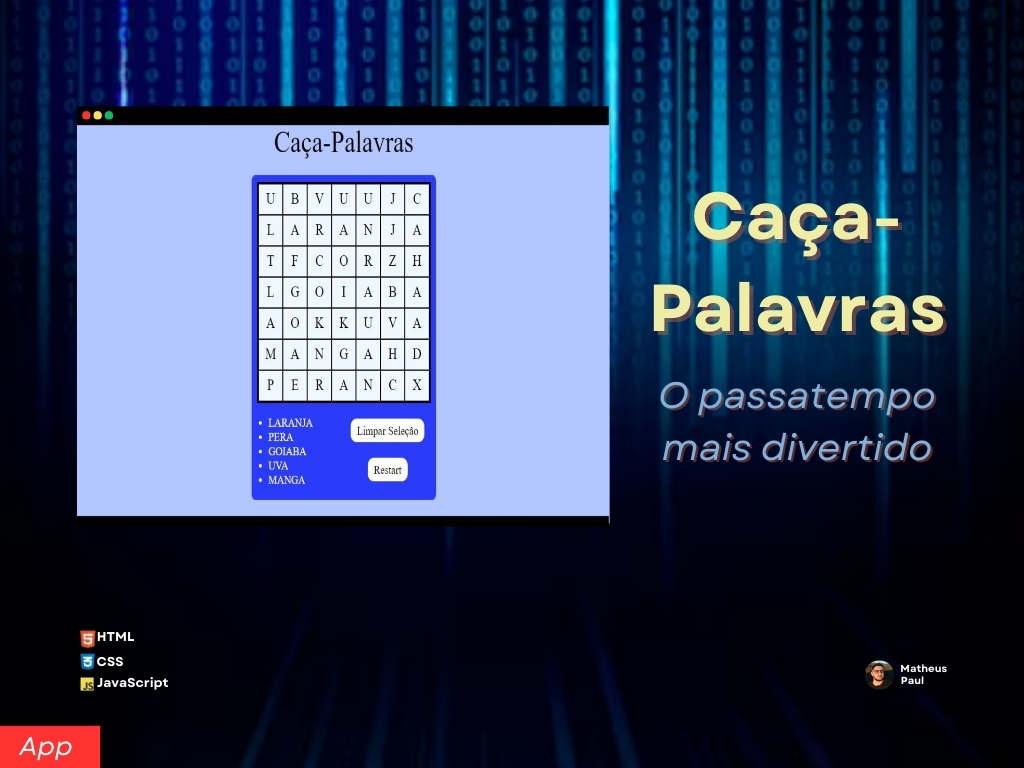 Caça-Palavras
U B V U U J C
L A R A N J A
T F C O R Z H
L G O I A B A
A O K K U V A
M A N G A H D
P E R A N C X
• LARANJA
• PERA
• GOIABA
• UVA
• MANGA
Limpar Seleção
Restart
Caça-
Palavras
O passatempo
mais divertido
HTML
CSS
JS JavaScript
Matheus
Paul
App